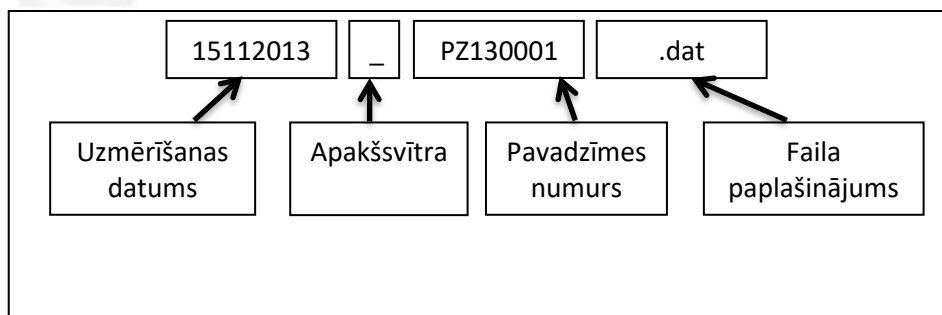 15112013 _ PZ130001 .dat
Uzmērīšanas datums
Apakšsvītra
Pavadzīmes numurs
Faila paplašinājums